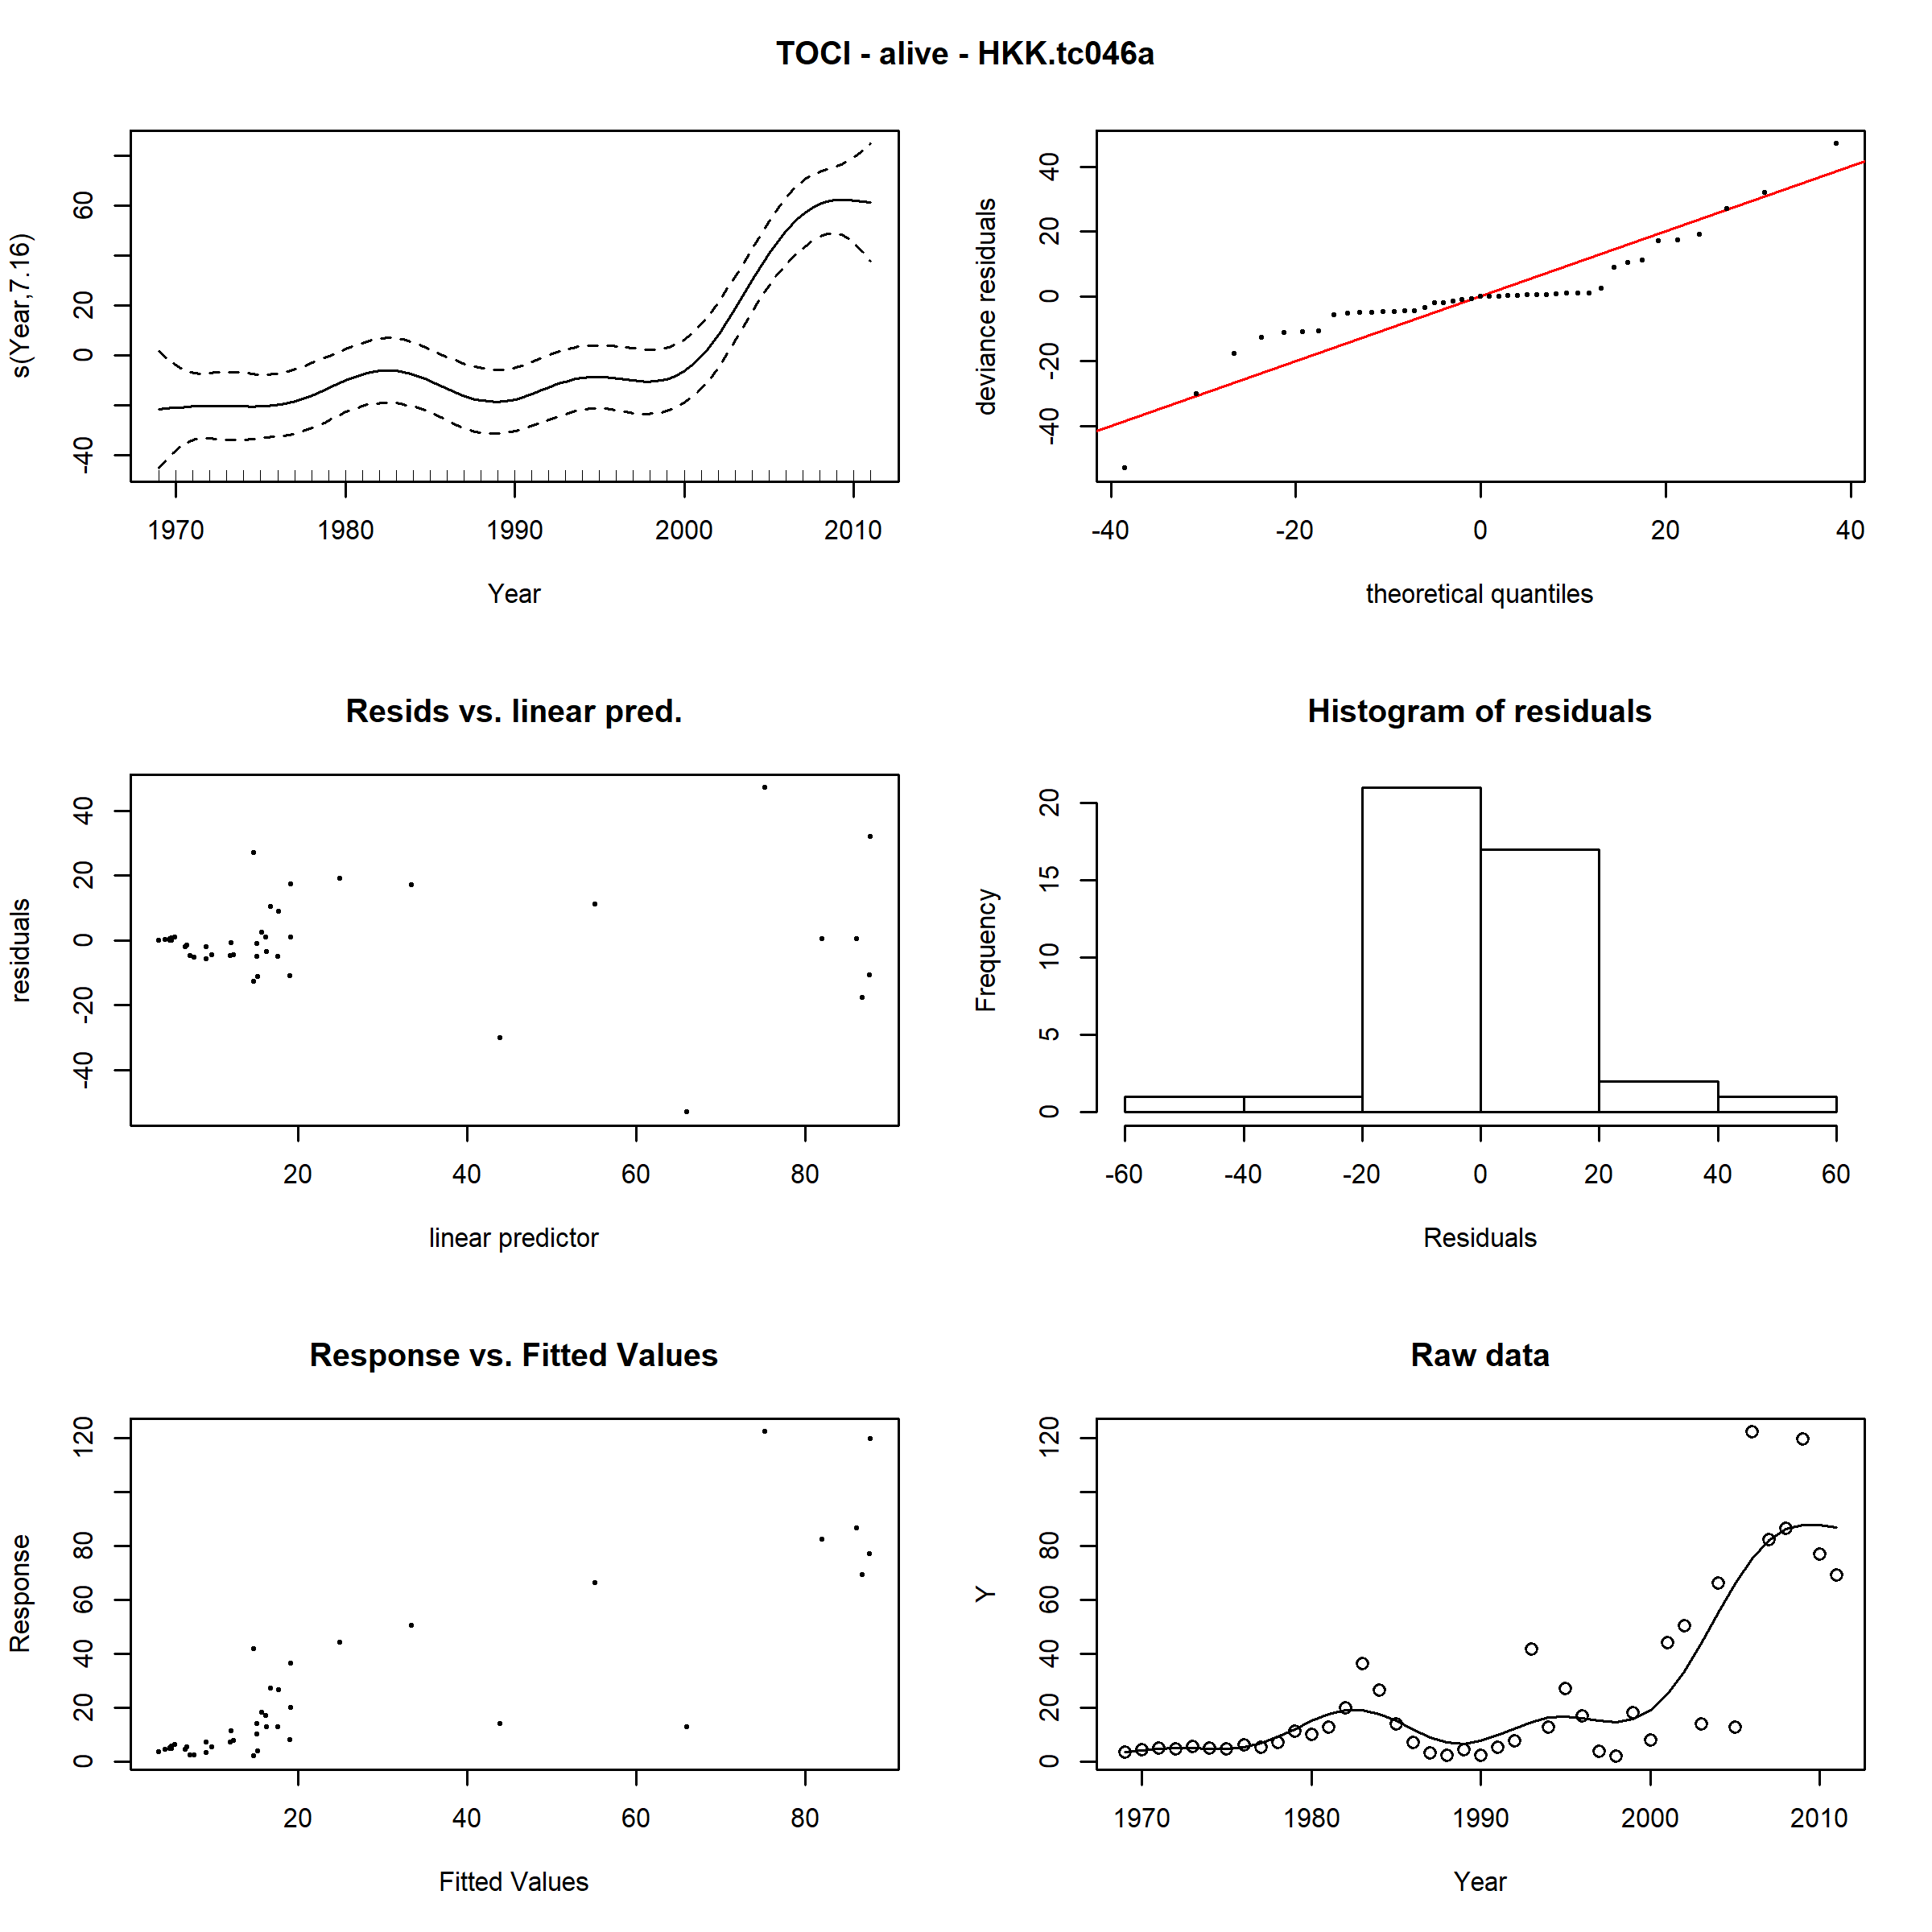 TOCI - alive - HKK.tc046a
s(Year,7.16)
-40 0 20 60
1970 1980 1990 2000 2010
Year
deviance residuals
-40 -20 0 20 40
-40 -20 0 20 40
theoretical quantiles
Resids vs. linear pred.
residuals
-40 -20 0 20 40
20 40 60 80
linear predictor
Histogram of residuals
Frequency
0 5 10 15 20
-60 -40 -20 0 20 40 60
Residuals
Response vs. Fitted Values
Response
0 20 40 60 80 120
20 40 60 80
Fitted Values
Raw data
Y
0 20 40 60 80 120
1970 1980 1990 2000 2010
Year